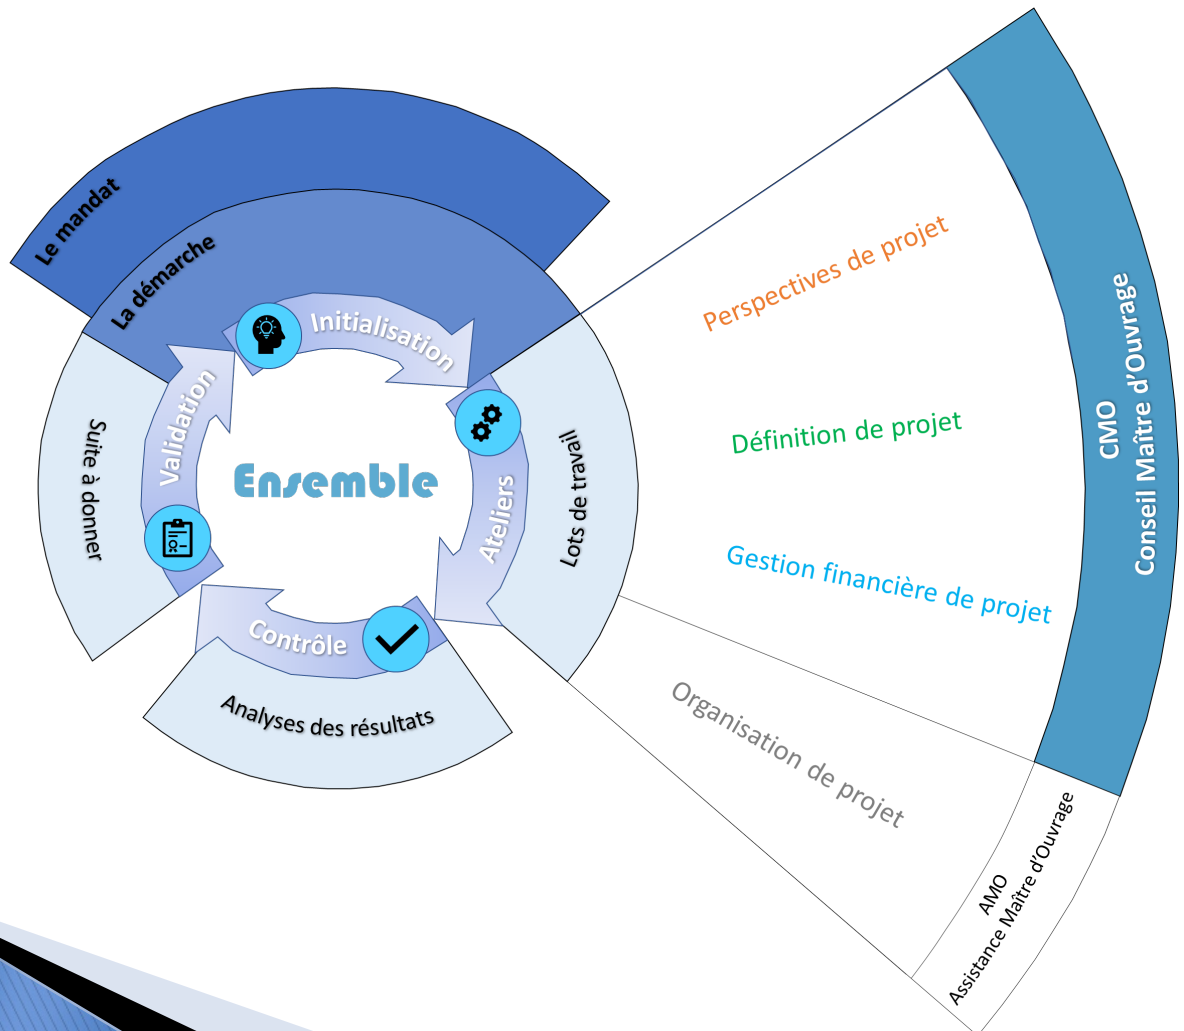 Le mandat
La démarche
Initialisation
Validation
Suite à donner
Ensemble
Ateliers
Lots de travail
Contrôle
Analyses des résultats
Perspectives de projet
Définition de projet
Gestion financière de projet
Organisation de projet
CMO
Conseil Maître d'Ouvrage
AMO
Assistance Maître d'Ouvrage